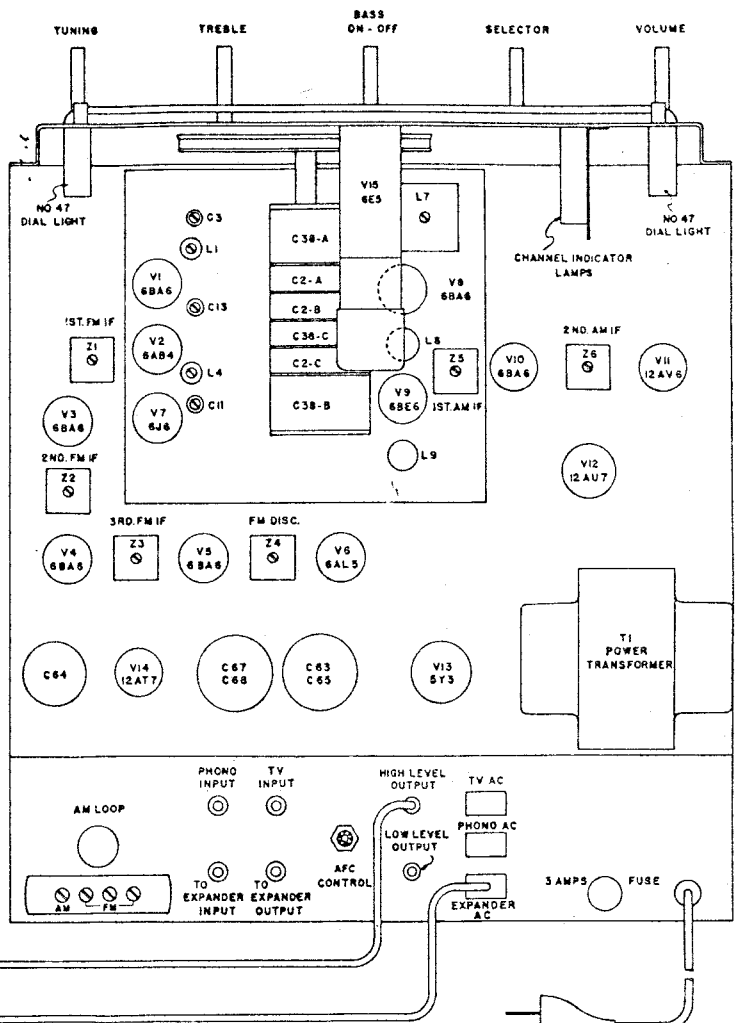 TUNING
TREBLE
BASS
ON - OFF
SELECTOR
VOLUME
NO 47
DIAL LIGHT
V15
6E5
L7
NO 47
DIAL LIGHT
CHANNEL INDICATOR
LAMPS
C3
L1
C38-A
V1
6BA6
C2-A
V8
6BA6
C13
C2-B
1ST. FM IF
Z1
V2
6AB4
C38-C
L8
C2-C
Z5
1ST. AM IF
V10
6BA6
2ND. AM IF
Z6
V11
12AV6
L4
C11
V3
6BA6
V7
6J6
C38-B
V9
6BE6
L9
2ND. FM IF
Z2
V12
12AU7
3RD. FM IF
FM DISC.
V4
6BA6
Z3
V5
6BA6
Z4
V6
6AL5
T1
POWER
TRANSFORMER
C64
V14
12AT7
C67
C68
C63
C65
V13
5Y3
PHONO
INPUT
TV
INPUT
HIGH LEVEL
OUTPUT
TV AC
AM LOOP
PHONO AC
LOW LEVEL
OUTPUT
AFC
CONTROL
AM
FM
TO
EXPANDER
INPUT
TO
EXPANDER
OUTPUT
EXPANDER
AC
3 AMPS
FUSE